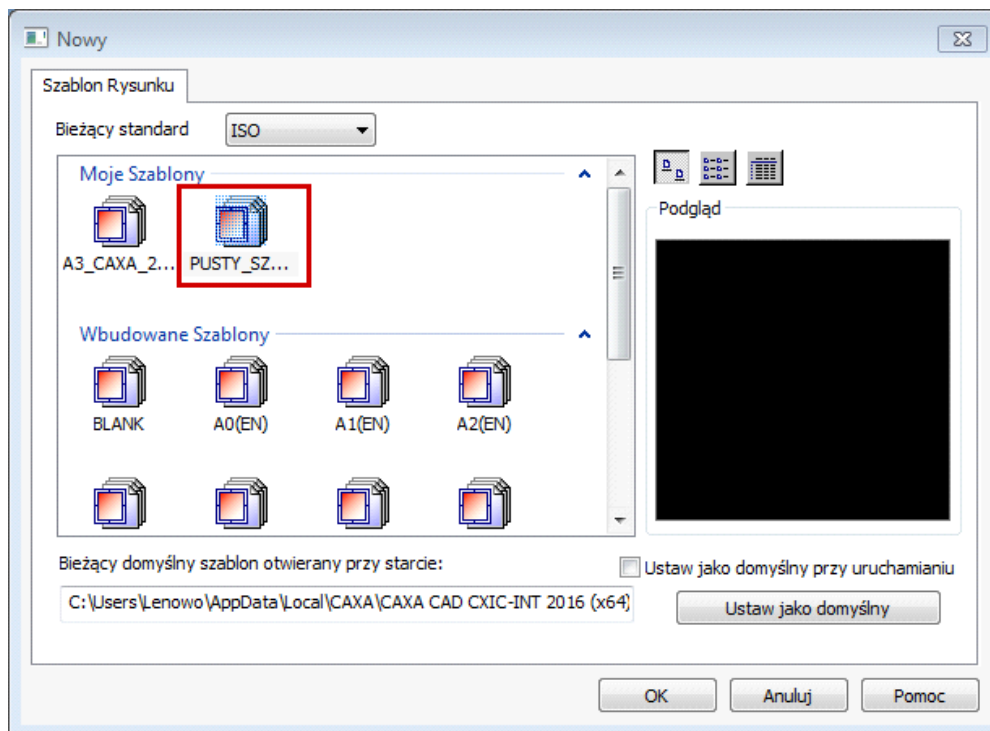 Nowy
Szablon Rysunku
Bieżący standard ISO
Moje Szablony
A3_CAXA_2... PUSTY_SZ...
Wbudowane Szablony
BLANK A0(EN) A1(EN) A2(EN)
Podgląd
Bieżący domyślny szablon otwierany przy starcie:
Ustaw jako domyślny przy uruchamianiu
C:\Users\Lenowo\AppData\Local\CAXA\CAXA CAD CXIC-INT 2016 (x64)
Ustaw jako domyślny
OK Anuluj Pomoc